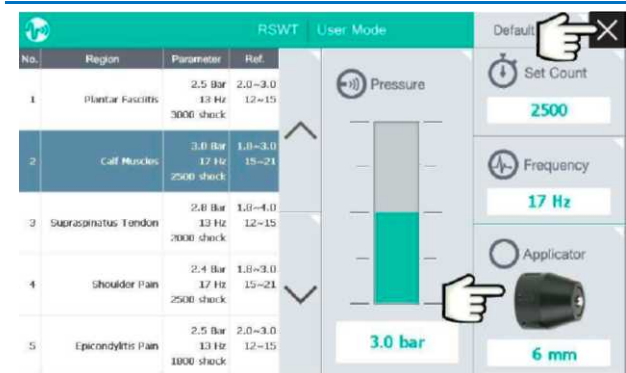 RSWT User Mode Default
No. Region Parameter Ref.
2.5 Bar 2.0~3.0
1 Plantar Fasciitis 13 Hz 12~15
3000 shock
3.0 Bar 1.8~3.0
2 Calf Muscles 17 Hz 15~21
2500 shock
2.8 Bar 1.8~4.0
3 Supraspinatus Tendon 13 Hz 12~15
2000 shock
2.4 Bar 1.8~3.0
4 Shoulder Pain 17 Hz 15~21
2500 shock
2.5 Bar 2.0~3.0
5 Epicondylitis Pain 13 Hz 12~15
1800 shock
Pressure
3.0 bar
Set Count
2500
Frequency
17 Hz
Applicator
6 mm